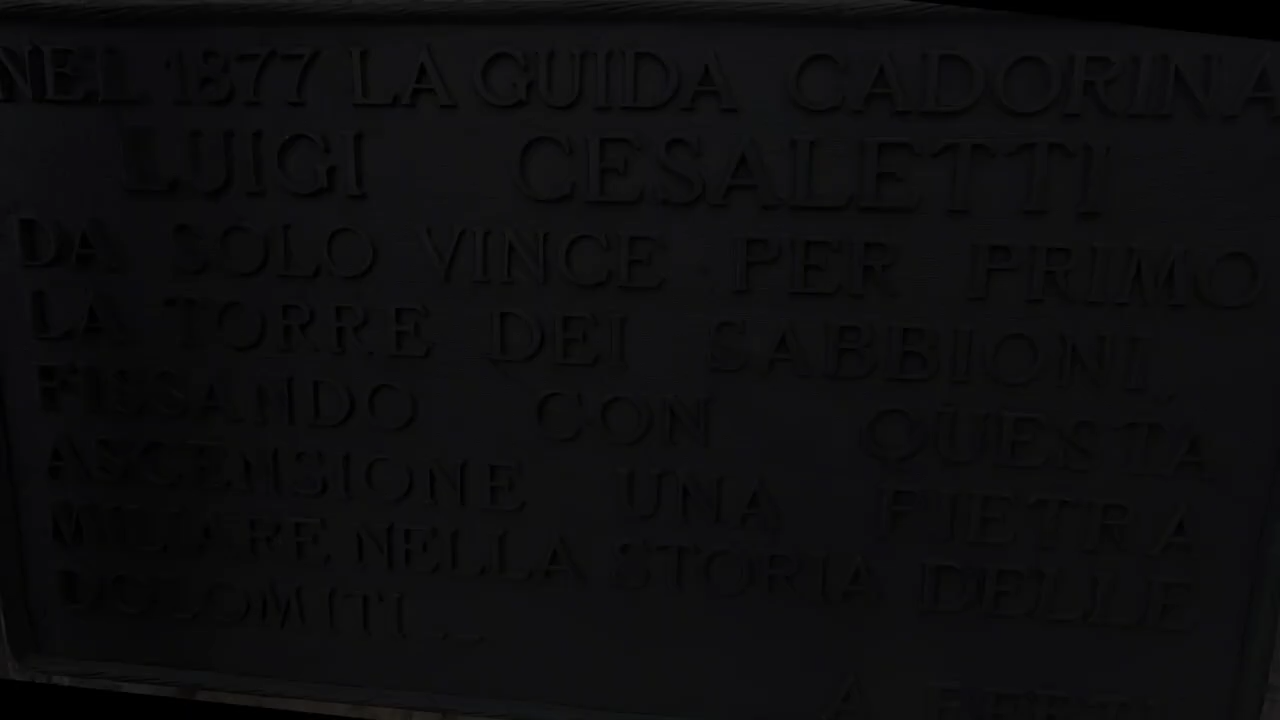 NEL 1877 LA GUIDA CADORINA
LUIGI CESALETTI
DA SOLO VINCE PER PRIMO
LA TORRE DEI SABBIONI
FISSANDO CON QUESTA
ASCENSIONE UNA PIETRA
MILIARE NELLA STORIA DELLE
DOLOMITI
A